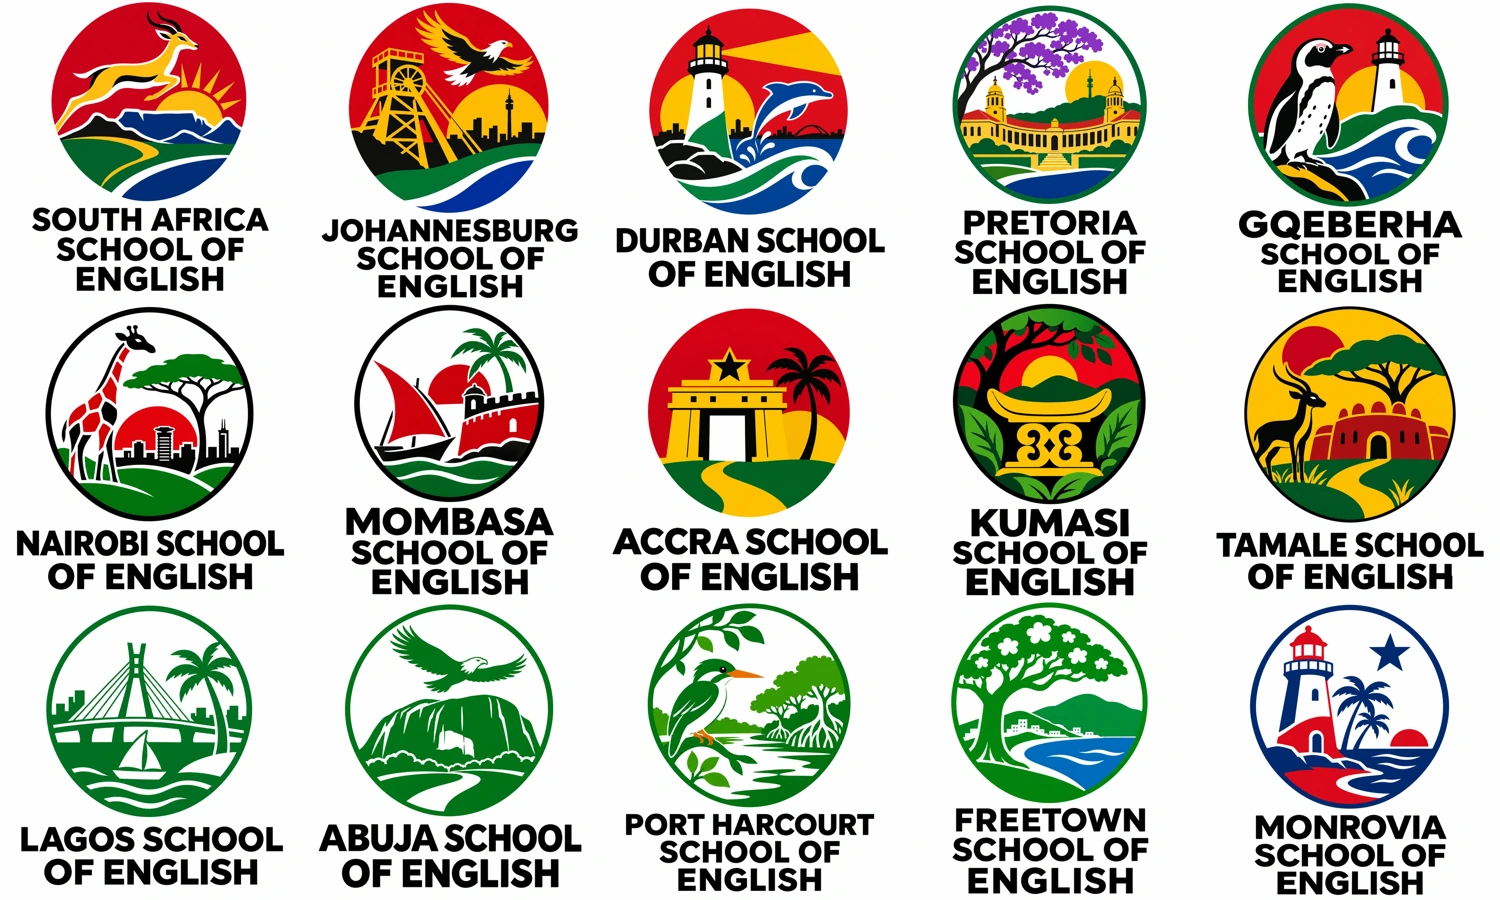 SOUTH AFRICA
SCHOOL OF
ENGLISH
JOHANNESBURG
SCHOOL OF
ENGLISH
DURBAN SCHOOL
OF ENGLISH
PRETORIA
SCHOOL OF
ENGLISH
GQEBERHA
SCHOOL OF
ENGLISH
NAIROBI SCHOOL
OF ENGLISH
MOMBASA
SCHOOL OF
ENGLISH
ACCRA SCHOOL
OF ENGLISH
KUMASI
SCHOOL OF
ENGLISH
TAMALE SCHOOL
OF ENGLISH
LAGOS SCHOOL
OF ENGLISH
ABUJA SCHOOL
OF ENGLISH
PORT HARCOURT
SCHOOL OF
ENGLISH
FREETOWN
SCHOOL OF
ENGLISH
MONROVIA
SCHOOL OF
ENGLISH